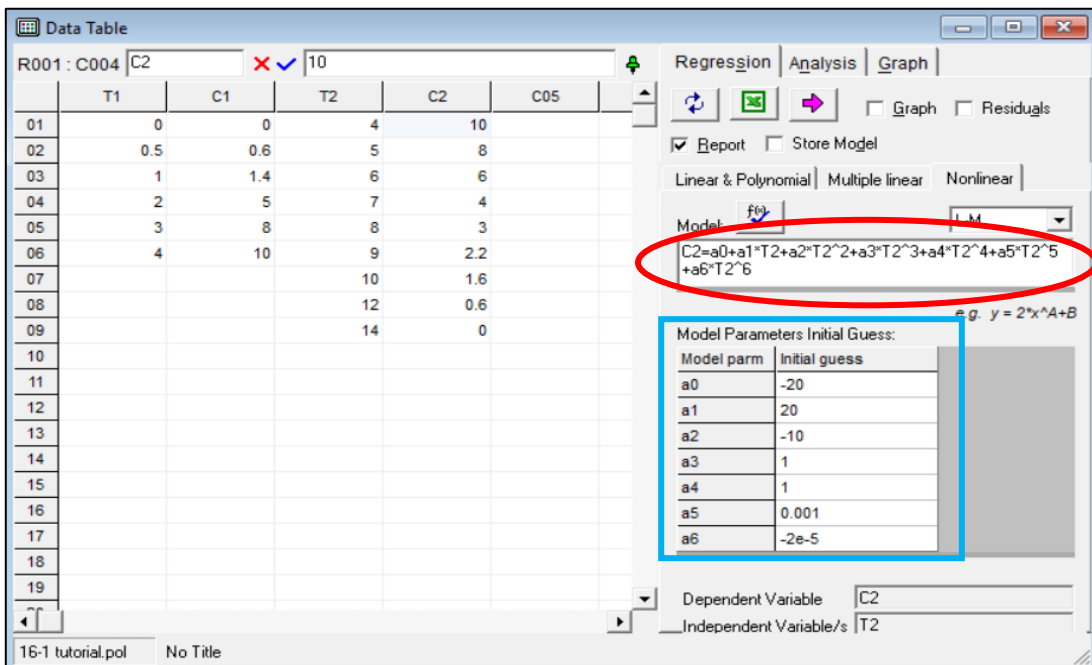 Data Table
R001 : C004 C2 10
Regression Analysis Graph
Graph Residuals
Report Store Model
Linear & Polynomial Multiple linear Nonlinear
Model: f(x) L-M
C2=a0+a1*T2+a2*T2^2+a3*T2^3+a4*T2^4+a5*T2^5
+a6*T2^6
e.g. y = 2*x^A+B
Model Parameters Initial Guess:
Model parm Initial guess
a0 -20
a1 20
a2 -10
a3 1
a4 1
a5 0.001
a6 -2e-5
Dependent Variable C2
Independent Variable/s T2
T1 C1 T2 C2 C05
01 0 0 4 10
02 0.5 0.6 5 8
03 1 1.4 6 6
04 2 5 7 4
05 3 8 8 3
06 4 10 9 2.2
07 10 1.6
08 12 0.6
09 14 0
10
11
12
13
14
15
16
17
18
19
16-1 tutorial.pol No Title